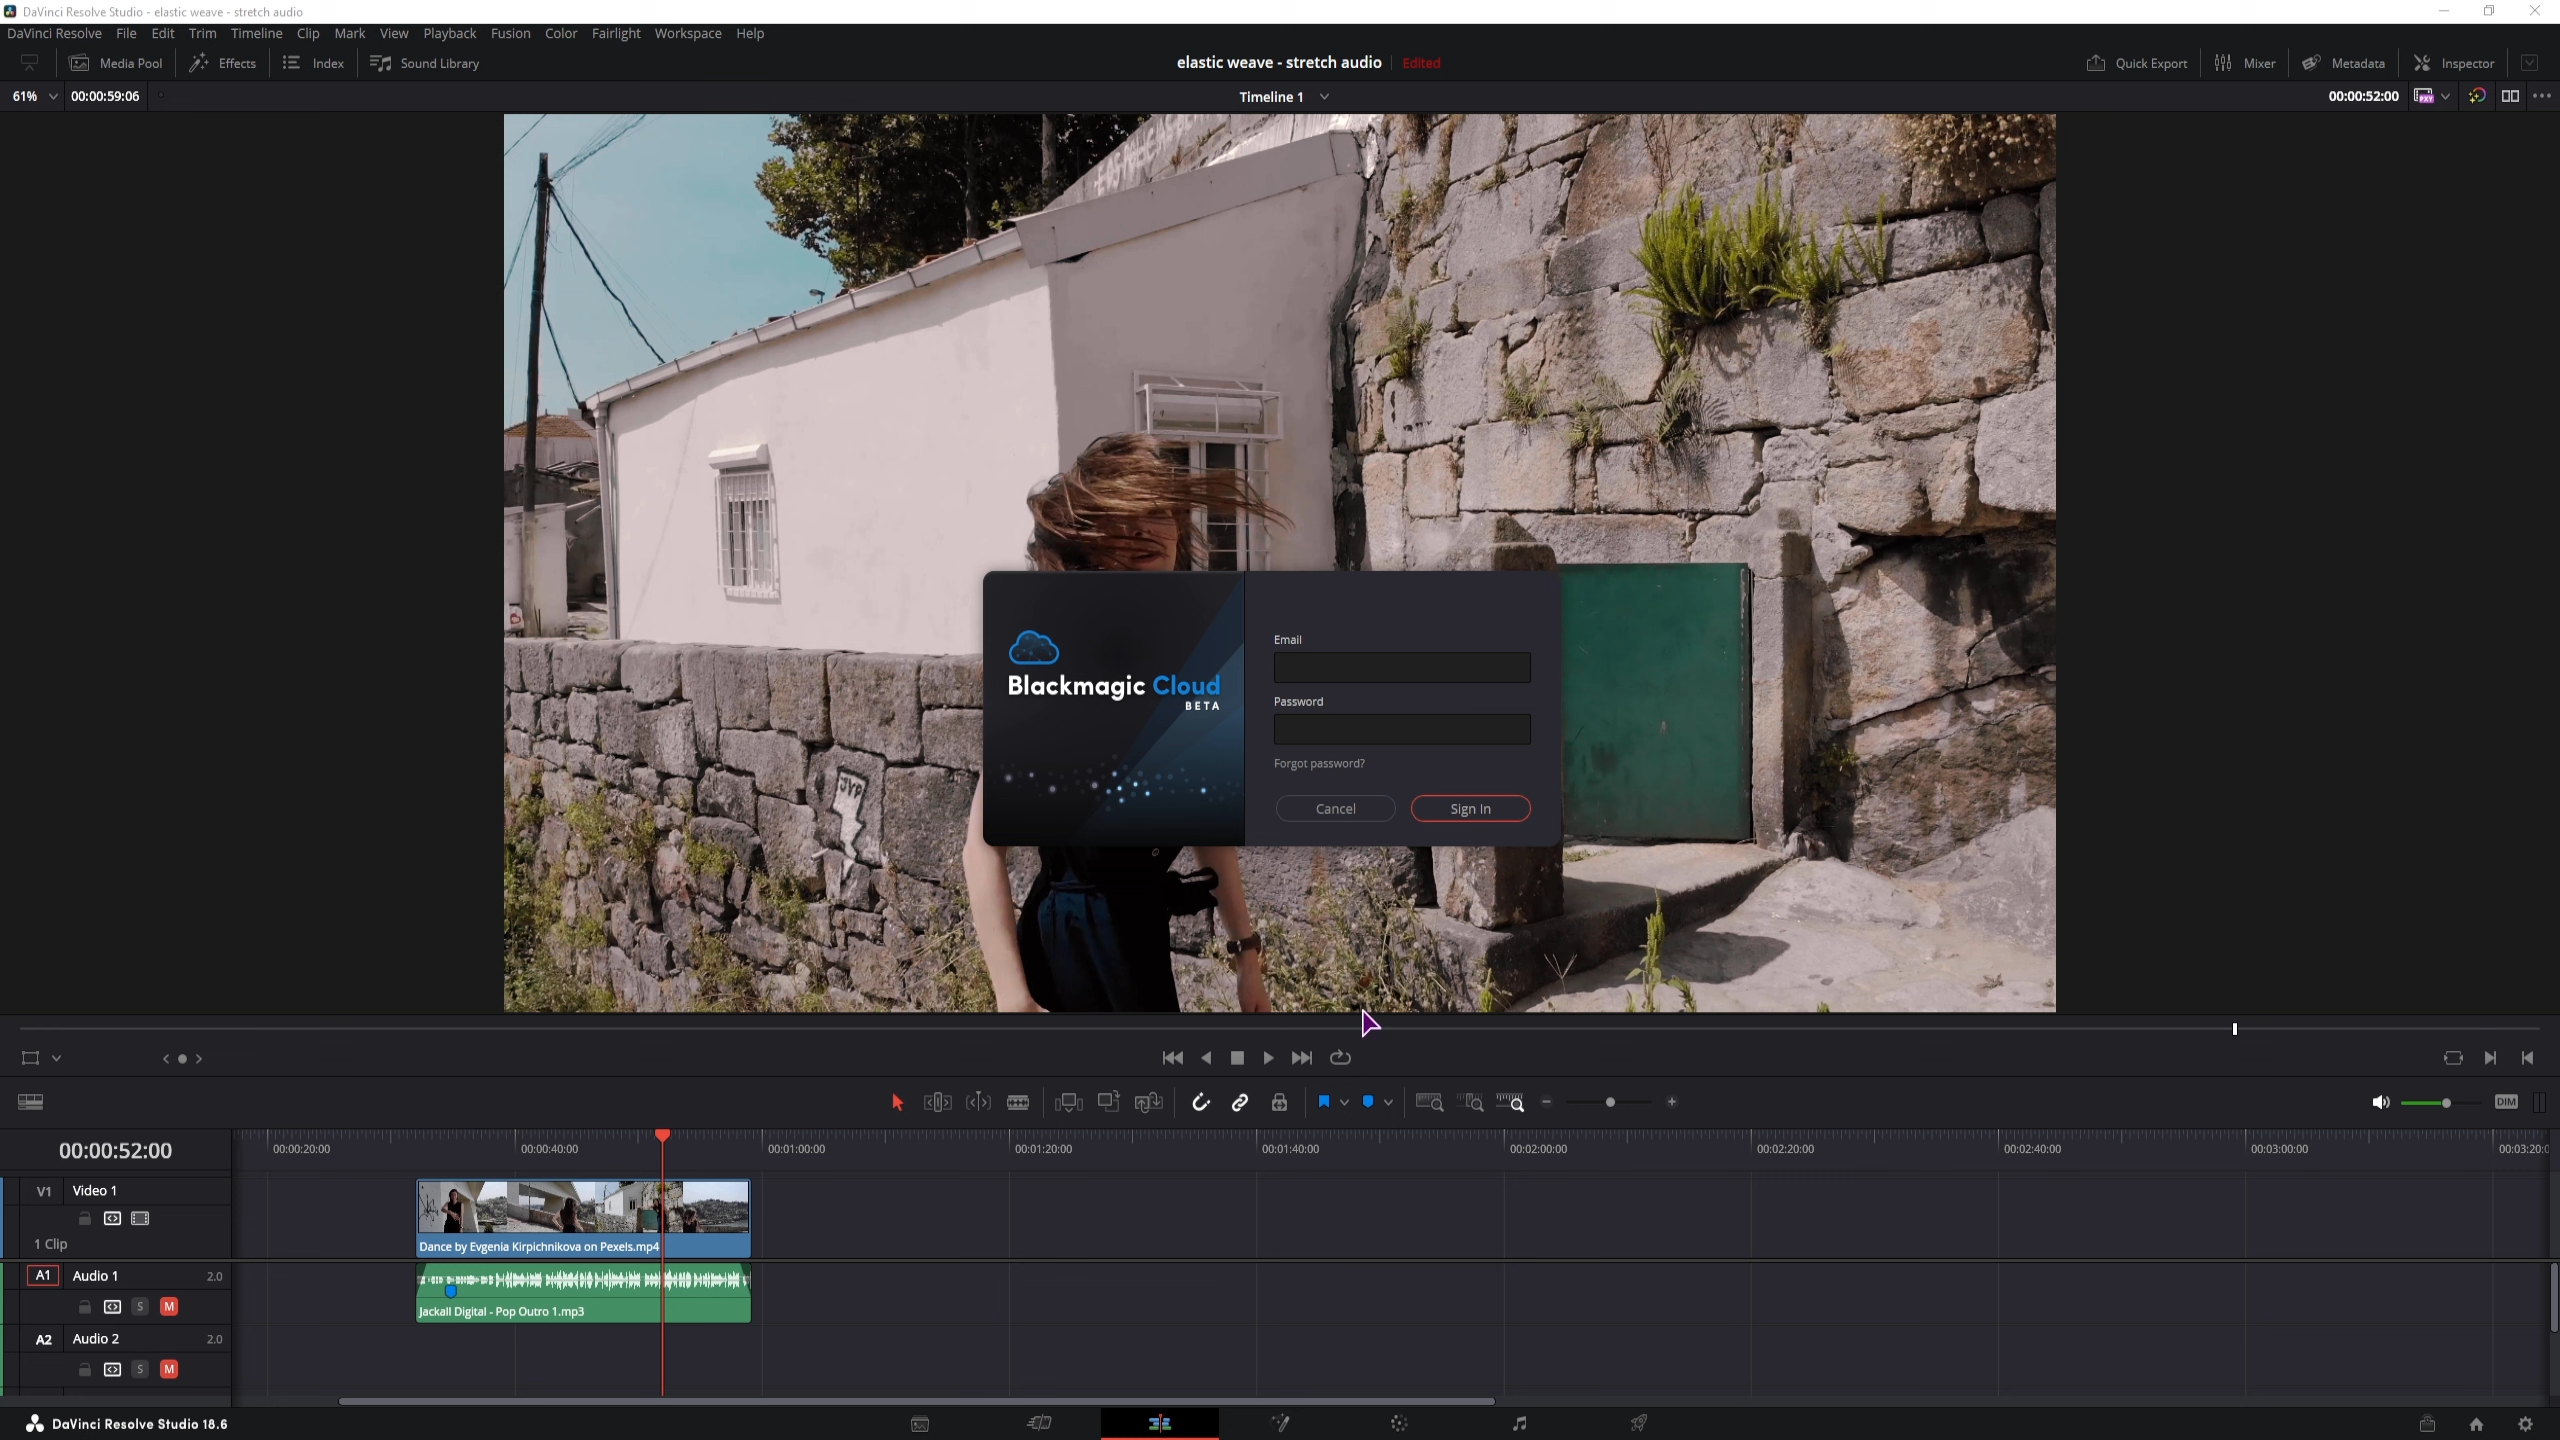 DaVinci Resolve Studio - elastic weave - stretch audio
DaVinci Resolve File Edit Trim Timeline Clip Mark View Playback Fusion Color Fairlight Workspace Help
Media Pool Effects Index Sound Library elastic weave - stretch audio Edited Quick Export Mixer Metadata Inspector
61% 00:00:59:06 Timeline 1 00:00:52:00 PXY
Blackmagic Cloud
BETA
Email
Password
Forgot password?
Cancel Sign In
JVP
DIM
00:00:52:00 00:00:20:00 00:00:40:00 00:01:00:00 00:01:20:00 00:01:40:00 00:02:00:00 00:02:20:00 00:02:40:00 00:03:00:00
V1 Video 1
1 Clip
Dance by Evgenia Kirpichnikova on Pexels.mp4
A1 Audio 1 2.0
S M
Jackall Digital - Pop Outro 1.mp3
A2 Audio 2 2.0
S M
DaVinci Resolve Studio 18.6